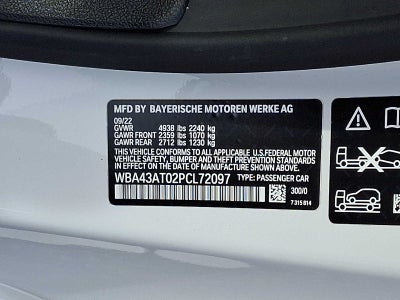 MFD BY BAYERISCHE MOTOREN WERKE AG
09/22
GVWR 4938 lbs 2240 kg
GAWR FRONT 2359 lbs 1070 kg
GAWR REAR 2712 lbs 1230 kg
THIS VEHICLE CONFORMS TO ALL APPLICABLE
U.S. FEDERAL MOTOR VEHICLE SAFETY, BUMPER
AND THEFT PREVENTION STANDARDS IN EFFECT ON
THE DATE OF MANUFACTURE SHOWN ABOVE.
WBA43AT02PCL72097 TYPE: PASSENGER CAR
300/0
7 315 814